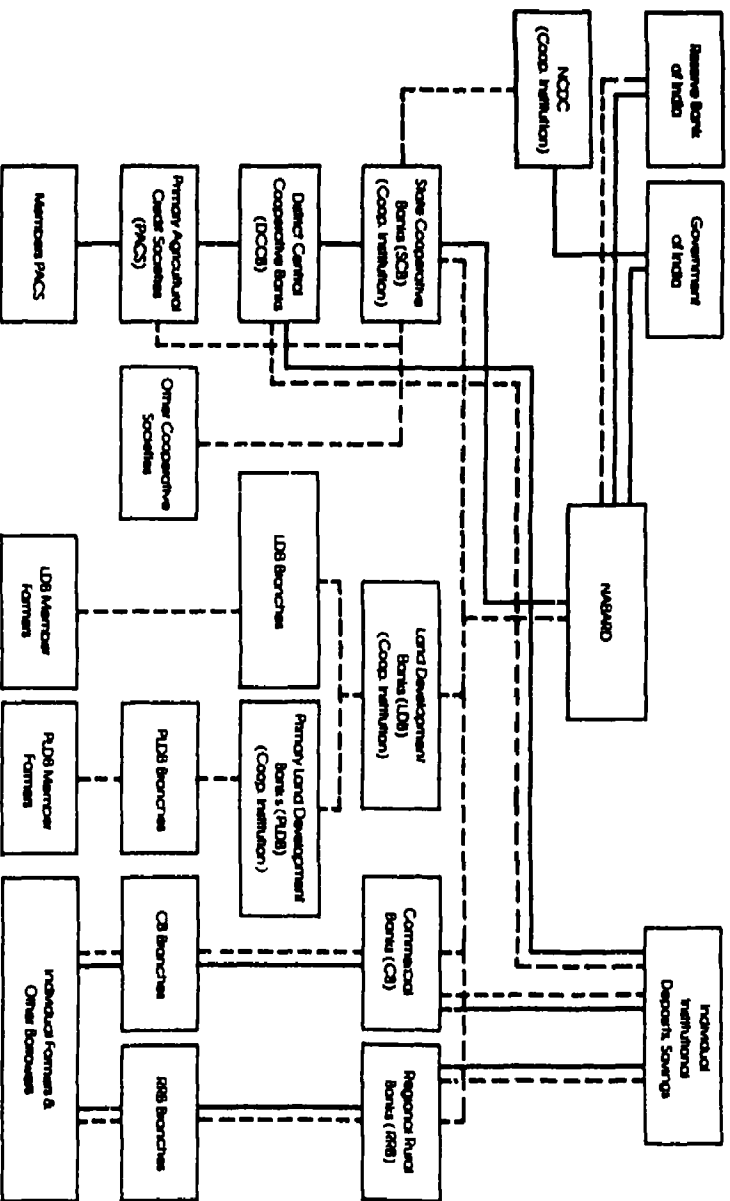 Reserve Bank
of India
Government
of India
NABARD
Individual
Institutional
Deposits, Savings
NCDC
(Coop. Institution)
State Cooperative
Banks (SCB)
(Coop. Institution)
Land Development
Banks (LDB)
(Coop. Institution)
Commercial
Banks (CB)
Regional Rural
Banks (RRB)
District Central
Cooperative Banks
(DCCB)
LDB Branches
Primary Land Development
Banks (PLDB)
(Coop. Institution)
Primary Agricultural
Credit Societies
(PACS)
Other Cooperative
Societies
PLDB Branches
CB Branches
RRB Branches
Members PACS
LDB Member
Farmers
PLDB Member
Farmers
Individual Farmers &
Other Borrowers